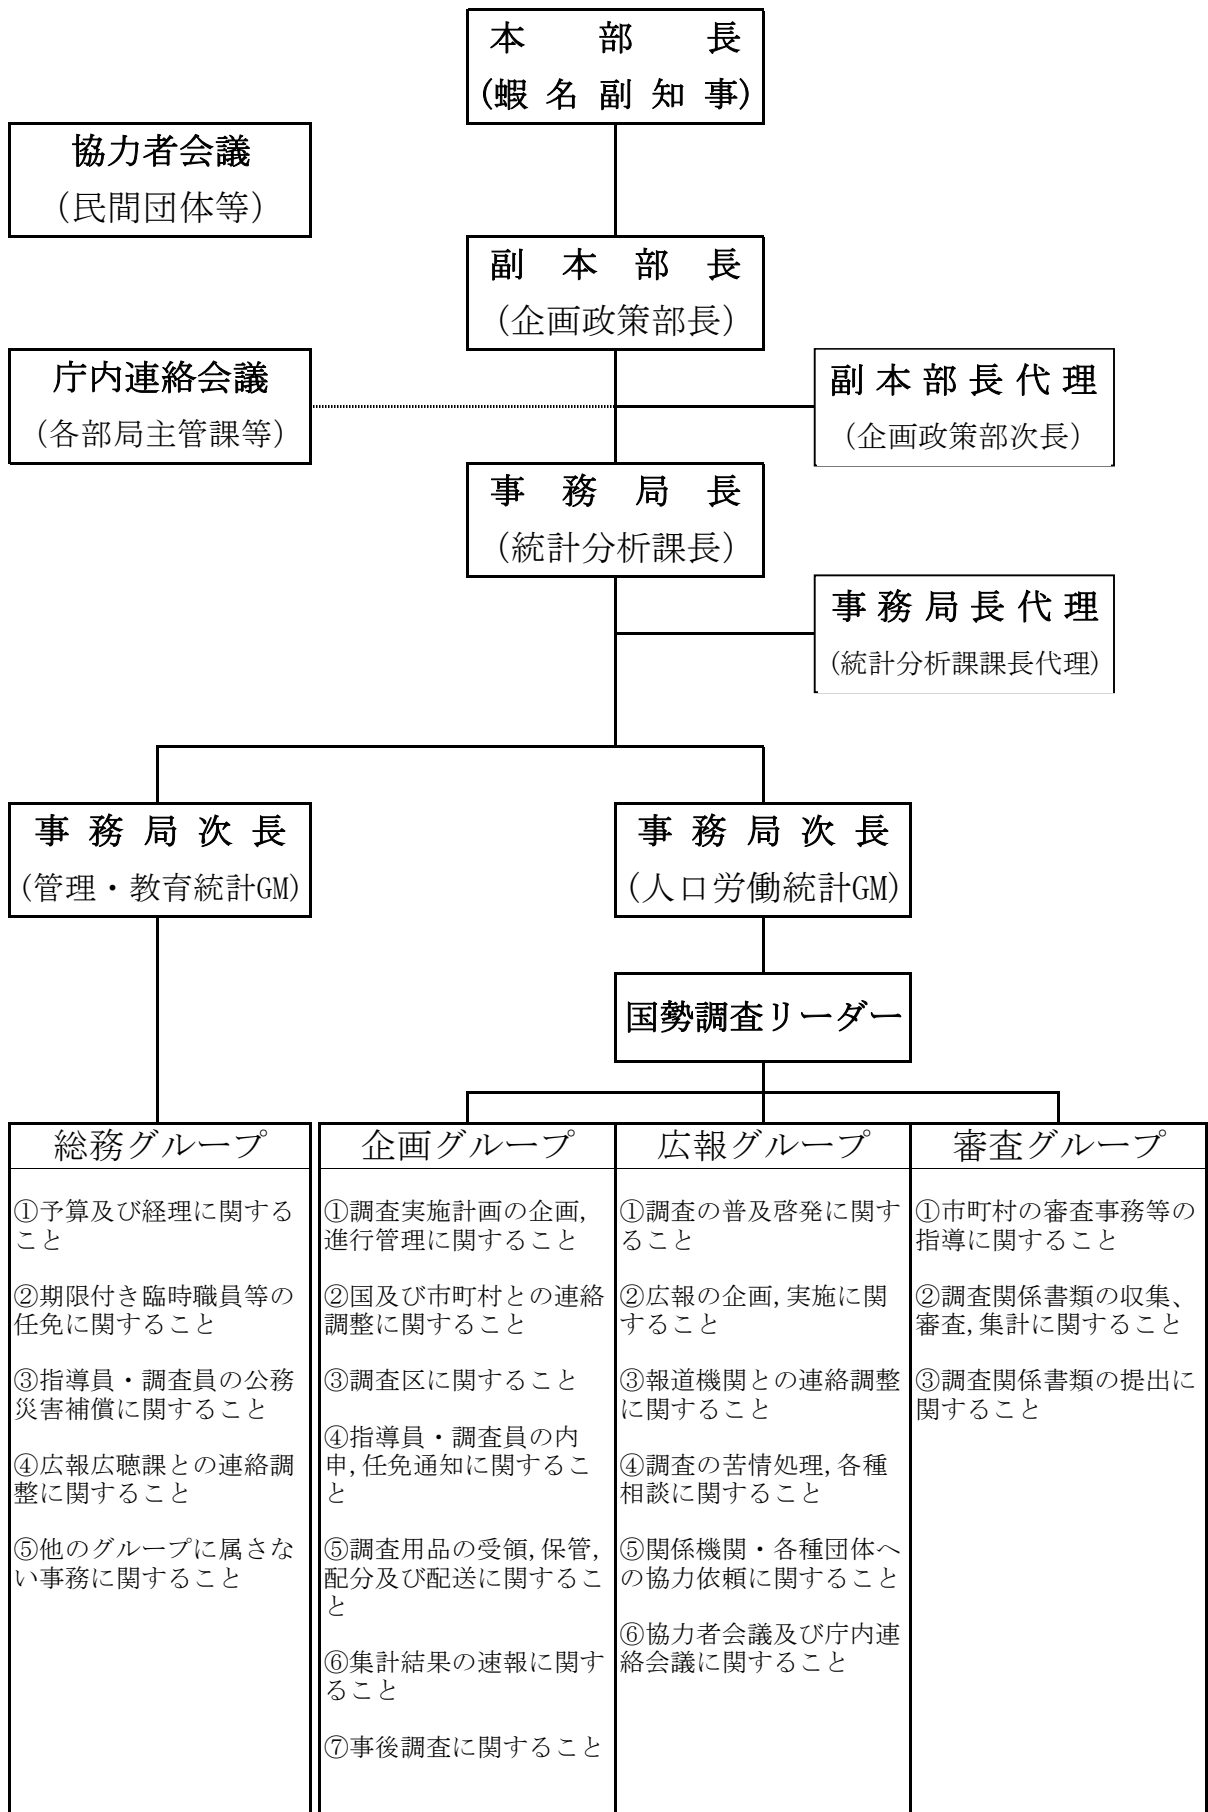 本部長
(蝦名副知事)
協力者会議
（民間団体等）
副本部長
（企画政策部長）
庁内連絡会議
（各部局主管課等）
副本部長代理
（企画政策部次長）
事務局長
（統計分析課長）
事務局長代理
(統計分析課課長代理)
事務局次長
(管理・教育統計GM)
事務局次長
(人口労働統計GM)
国勢調査リーダー
総務グループ
①予算及び経理に関する
こと
②期限付き臨時職員等の
任免に関すること
③指導員・調査員の公務
災害補償に関すること
④広報広聴課との連絡調
整に関すること
⑤他のグループに属さな
い事務に関すること
企画グループ
①調査実施計画の企画,
進行管理に関すること
②国及び市町村との連絡
調整に関すること
③調査区に関すること
④指導員・調査員の内
申,任免通知に関するこ
と
⑤調査用品の受領,保管,
配分及び配送に関するこ
と
⑥集計結果の速報に関す
ること
⑦事後調査に関すること
広報グループ
①調査の普及啓発に関す
ること
②広報の企画,実施に関
すること
③報道機関との連絡調整
に関すること
④調査の苦情処理,各種
相談に関すること
⑤関係機関・各種団体へ
の協力依頼に関すること
⑥協力者会議及び庁内連
絡会議に関すること
審査グループ
①市町村の審査事務等の
指導に関すること
②調査関係書類の収集、
審査,集計に関すること
③調査関係書類の提出に
関すること